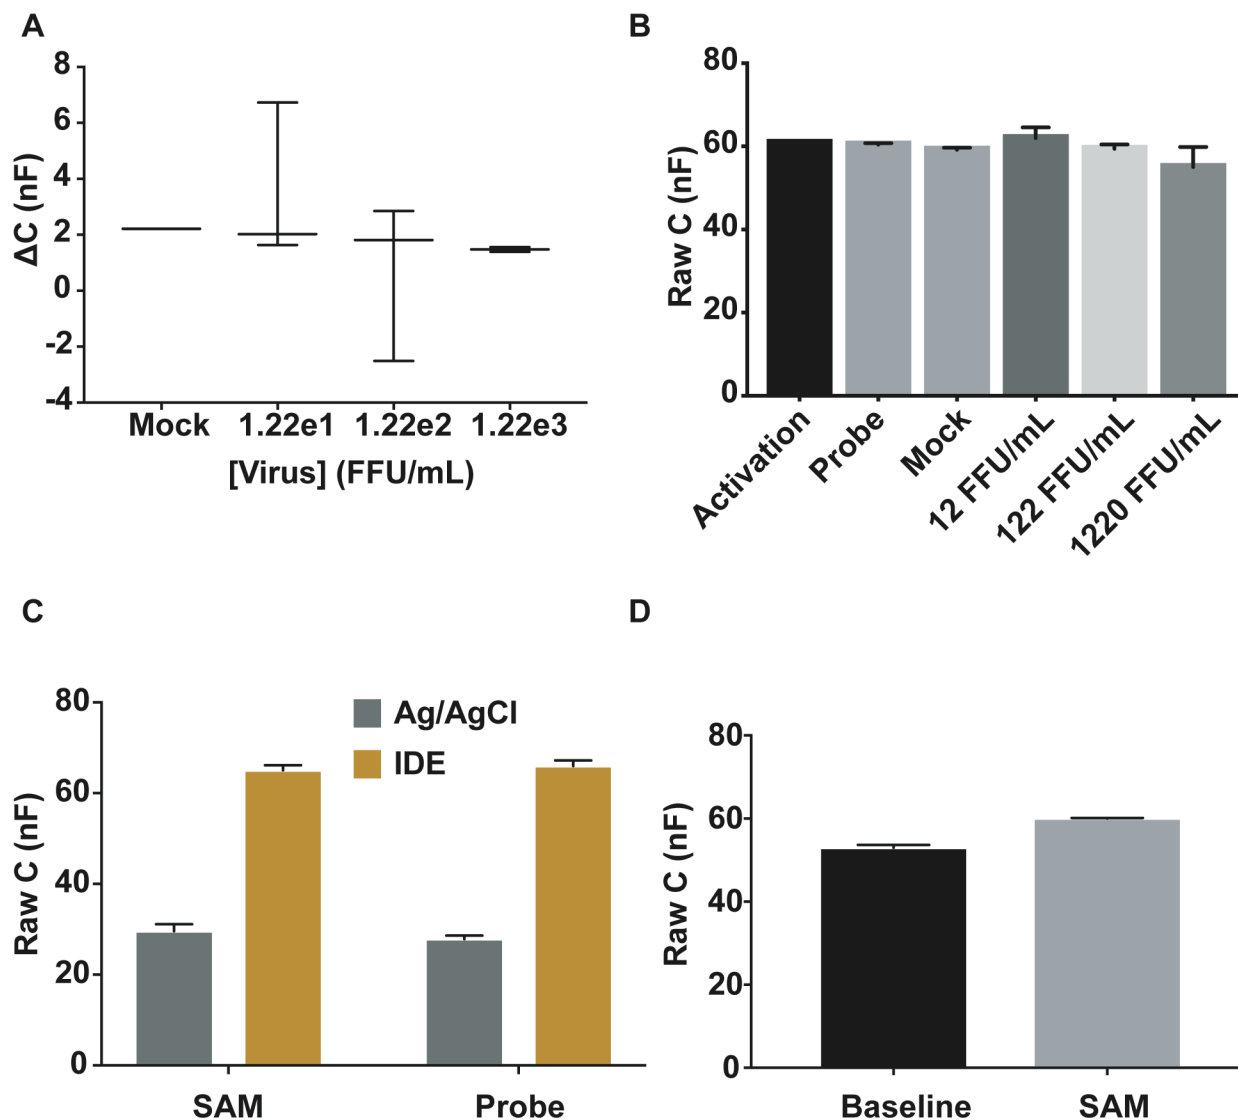 A
8
6
4
2
0
-2
-4
ΔC (nF)
Mock 1.22e1 1.22e2 1.22e3
[Virus] (FFU/mL)
B
80
60
40
20
0
Raw C (nF)
Activation
Probe
Mock
12 FFU/mL
122 FFU/mL
1220 FFU/mL
C
80
60
40
20
0
Raw C (nF)
Ag/AgCl
IDE
SAM Probe
D
80
60
40
20
0
Raw C (nF)
Baseline SAM